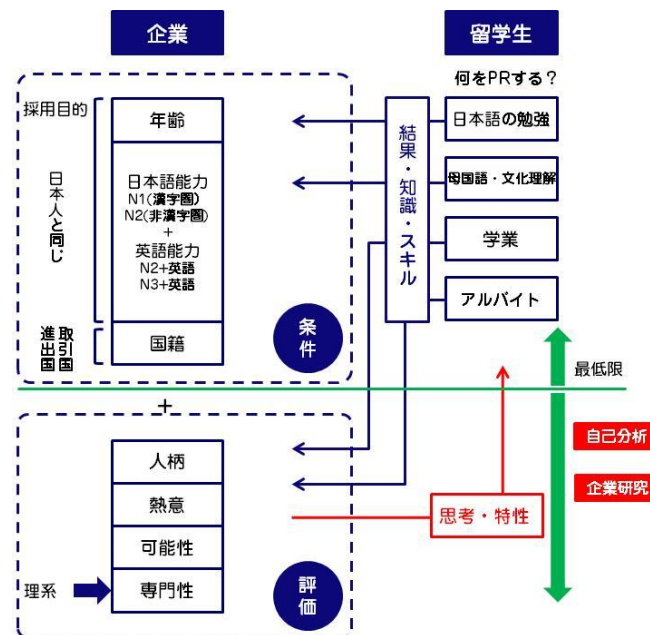 企業
留学生
何をPRする?
採用目的
日本人と同じ
年齢
日本語能力
N1(漢字圏)
N2(非漢字圏)
+
英語能力
N2+英語
N3+英語
取引国
進出国
国籍
条件
結果・知識・スキル
日本語の勉強
母国語・文化理解
学業
アルバイト
最低限
+
人柄
熱意
可能性
専門性
理系
評価
思考・特性
自己分析
企業研究